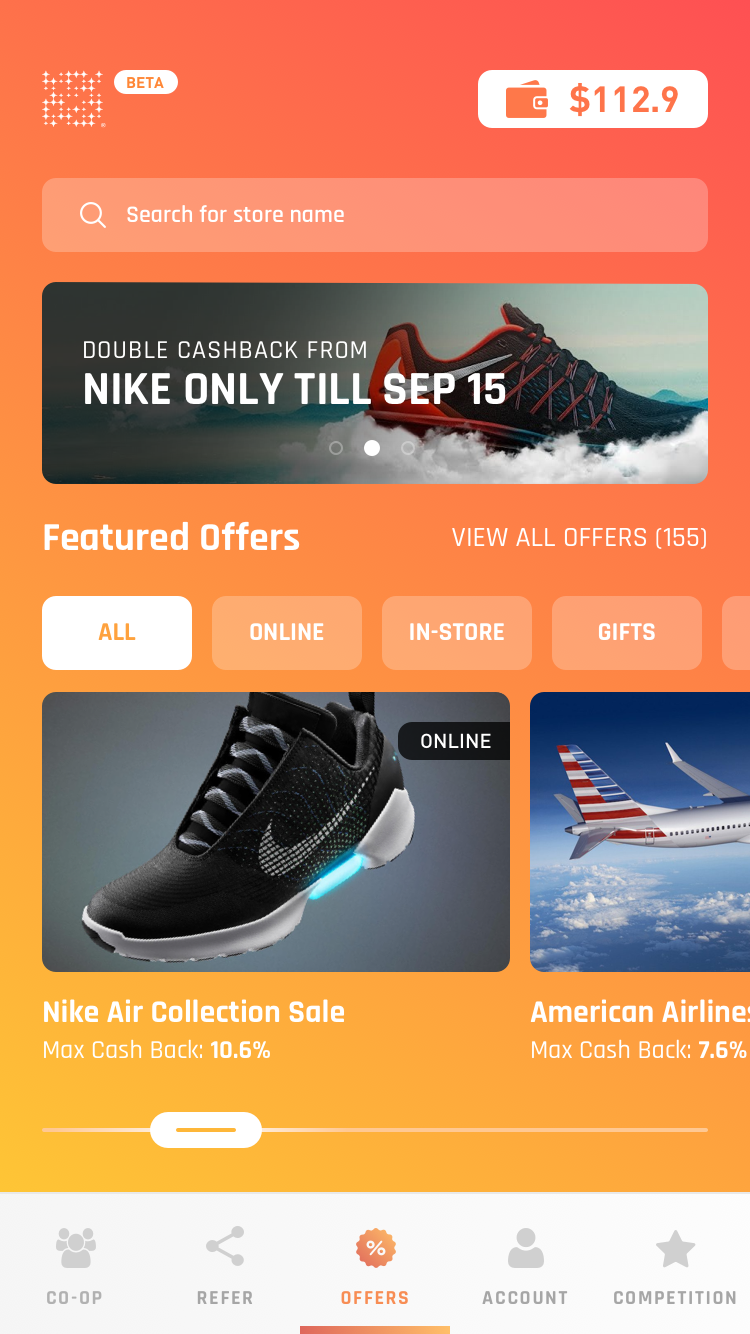 BETA
$112.9
Search for store name
DOUBLE CASHBACK FROM
NIKE ONLY TILL SEP 15
Featured Offers
VIEW ALL OFFERS (155)
ALL
ONLINE
IN-STORE
GIFTS
ONLINE
Nike Air Collection Sale
Max Cash Back: 10.6%
American Airlines
Max Cash Back: 7.6%
%
CO-OP
REFER
OFFERS
ACCOUNT
COMPETITION